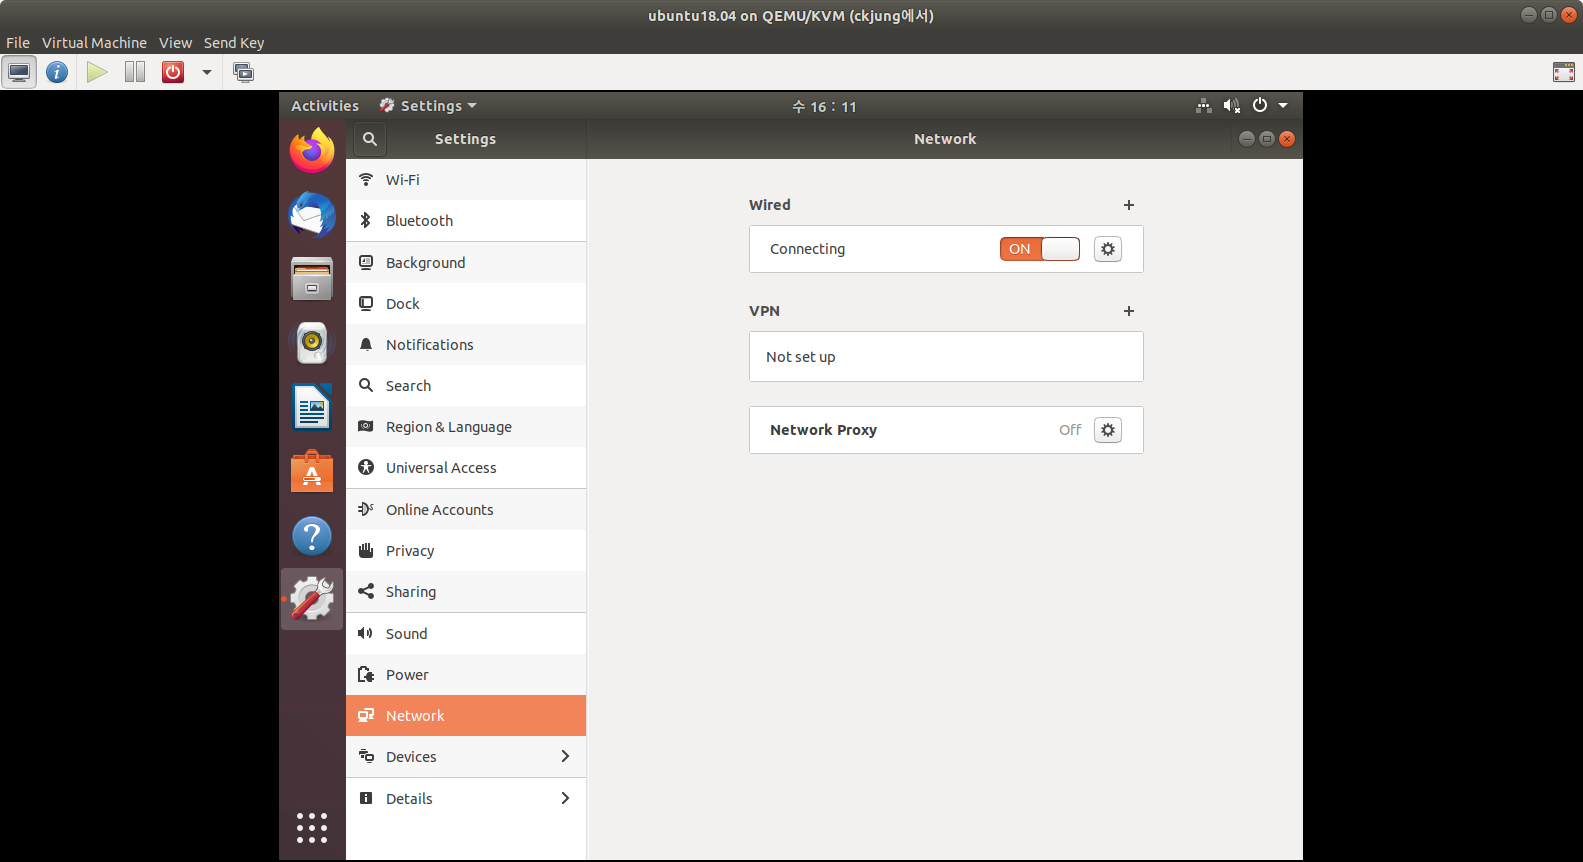 ubuntu18.04 on QEMU/KVM (ckjung에서)
File Virtual Machine View Send Key
Activities Settings 수 16 : 11
Settings
Network
Wi-Fi
Bluetooth
Background
Dock
Notifications
Search
Region & Language
Universal Access
Online Accounts
Privacy
Sharing
Sound
Power
Network
Devices
Details
Wired
Connecting ON
VPN
Not set up
Network Proxy Off